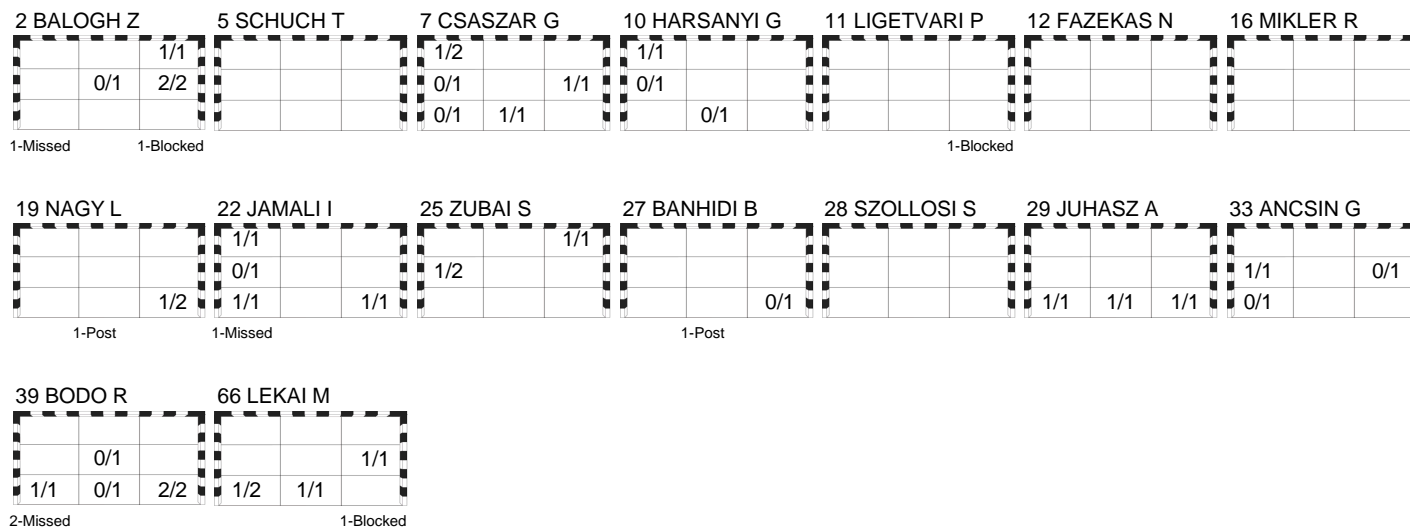 2 BALOGH Z 5 SCHUCH T 7 CSASZAR G 10 HARSANYI G 11 LIGETVARI P 12 FAZEKAS N 16 MIKLER R
1/1 1/2 1/1
0/1 2/2 0/1 1/1 0/1
0/1 1/1 0/1
1-Missed 1-Blocked 1-Blocked
19 NAGY L 22 JAMALI I 25 ZUBAI S 27 BANHIDI B 28 SZOLLOSI S 29 JUHASZ A 33 ANCSIN G
1/1 1/1
0/1 1/2 1/1 0/1
1/2 1/1 1/1 0/1 1/1 1/1 1/1 0/1
1-Post 1-Missed 1-Post
39 BODO R 66 LEKAI M
0/1 1/1
1/1 0/1 2/2 1/2 1/1
2-Missed 1-Blocked